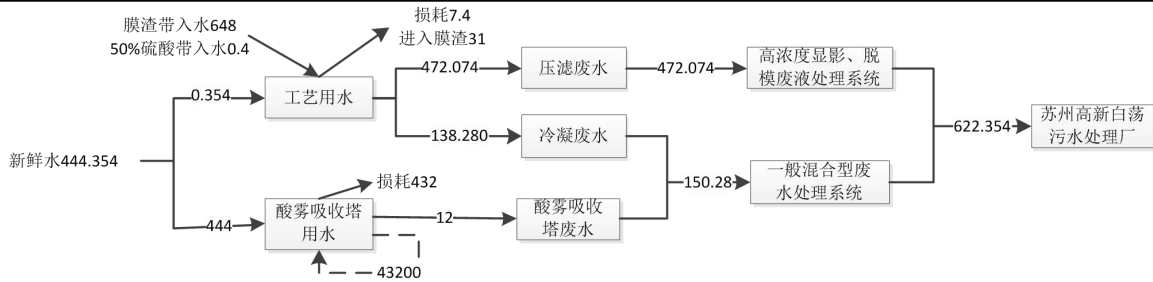 膜渣带入水648
50%硫酸带入水0.4
损耗7.4
进入膜渣31
0.354
工艺用水
472.074
压滤废水
472.074
高浓度显影、脱
模废液处理系统
138.280
冷凝废水
新鲜水444.354
622.354
苏州高新白荡
污水处理厂
损耗432
150.28
一般混合型废
水处理系统
444
酸雾吸收塔
用水
12
酸雾吸收
塔废水
43200